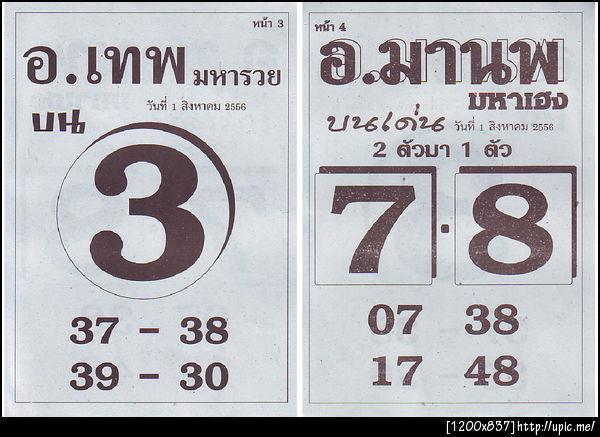 หน้า 3
อ.เทพ มหารวย
วันที่ 1 สิงหาคม 2556
บน
3
37 - 38
39 - 30
หน้า 4
อ.มานพ
มหาเฮง
บนเด่น วันที่ 1 สิงหาคม 2556
2 ตัวมา 1 ตัว
7.8
07 38
17 48
[1200x837]http://upic.me/